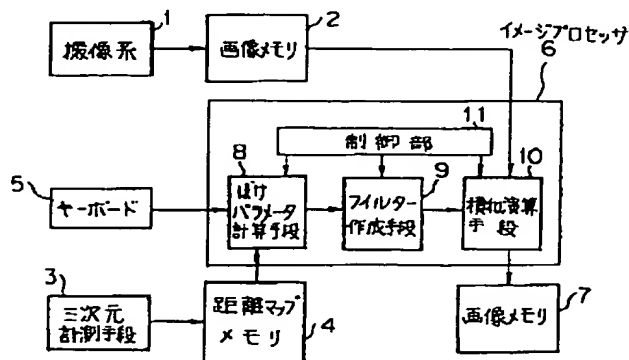 1
撮像系
2
画像メモリ
イメージプロセッサ
6
11
制御部
8
ぼけ
パラメータ
計算手段
9
フィルター
作成手段
10
模擬演算
手段
5
キーボード
3
三次元
計測手段
距離マップ
メモリ
4
画像メモリ
7